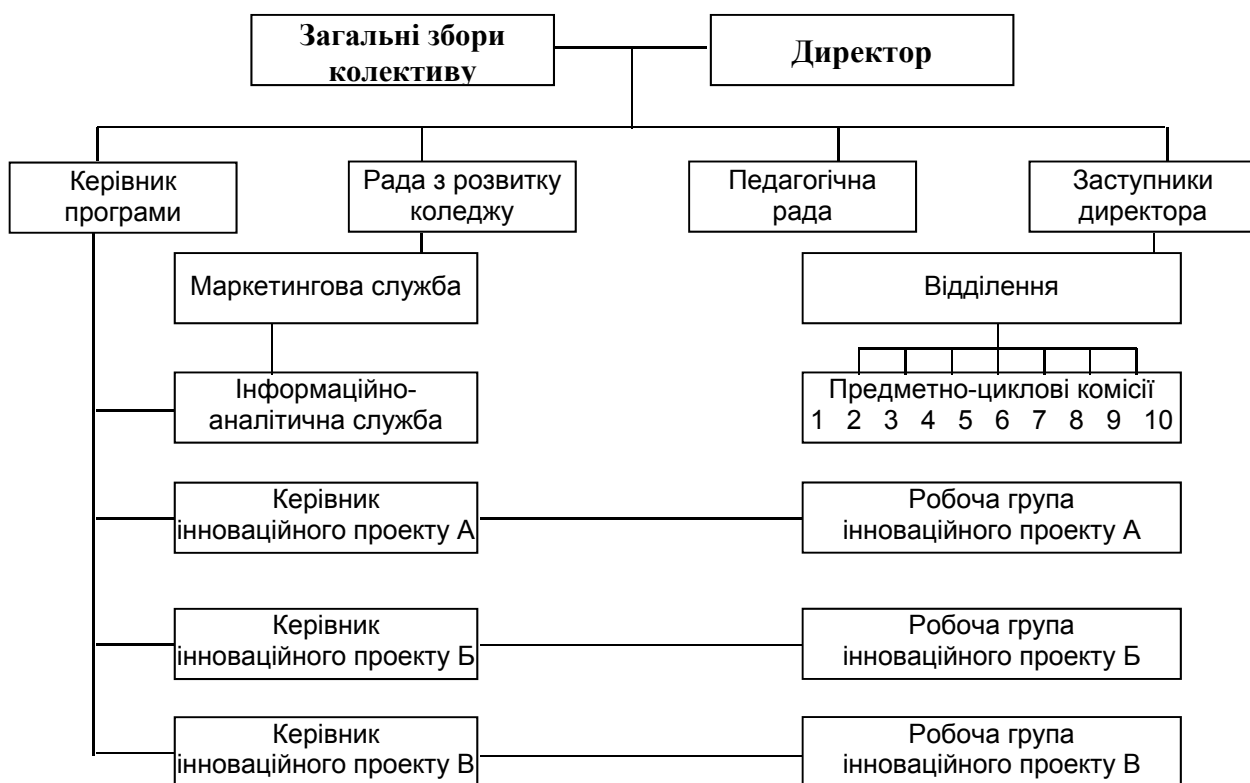 Загальні збори
колективу
Директор
Керівник
програми
Рада з розвитку
коледжу
Педагогічна
рада
Заступники
директора
Маркетингова служба
Відділення
Інформаційно-
аналітична служба
Предметно-циклові комісії
1 2 3 4 5 6 7 8 9 10
Керівник
інноваційного проекту А
Робоча група
інноваційного проекту А
Керівник
інноваційного проекту Б
Робоча група
інноваційного проекту Б
Керівник
інноваційного проекту В
Робоча група
інноваційного проекту В